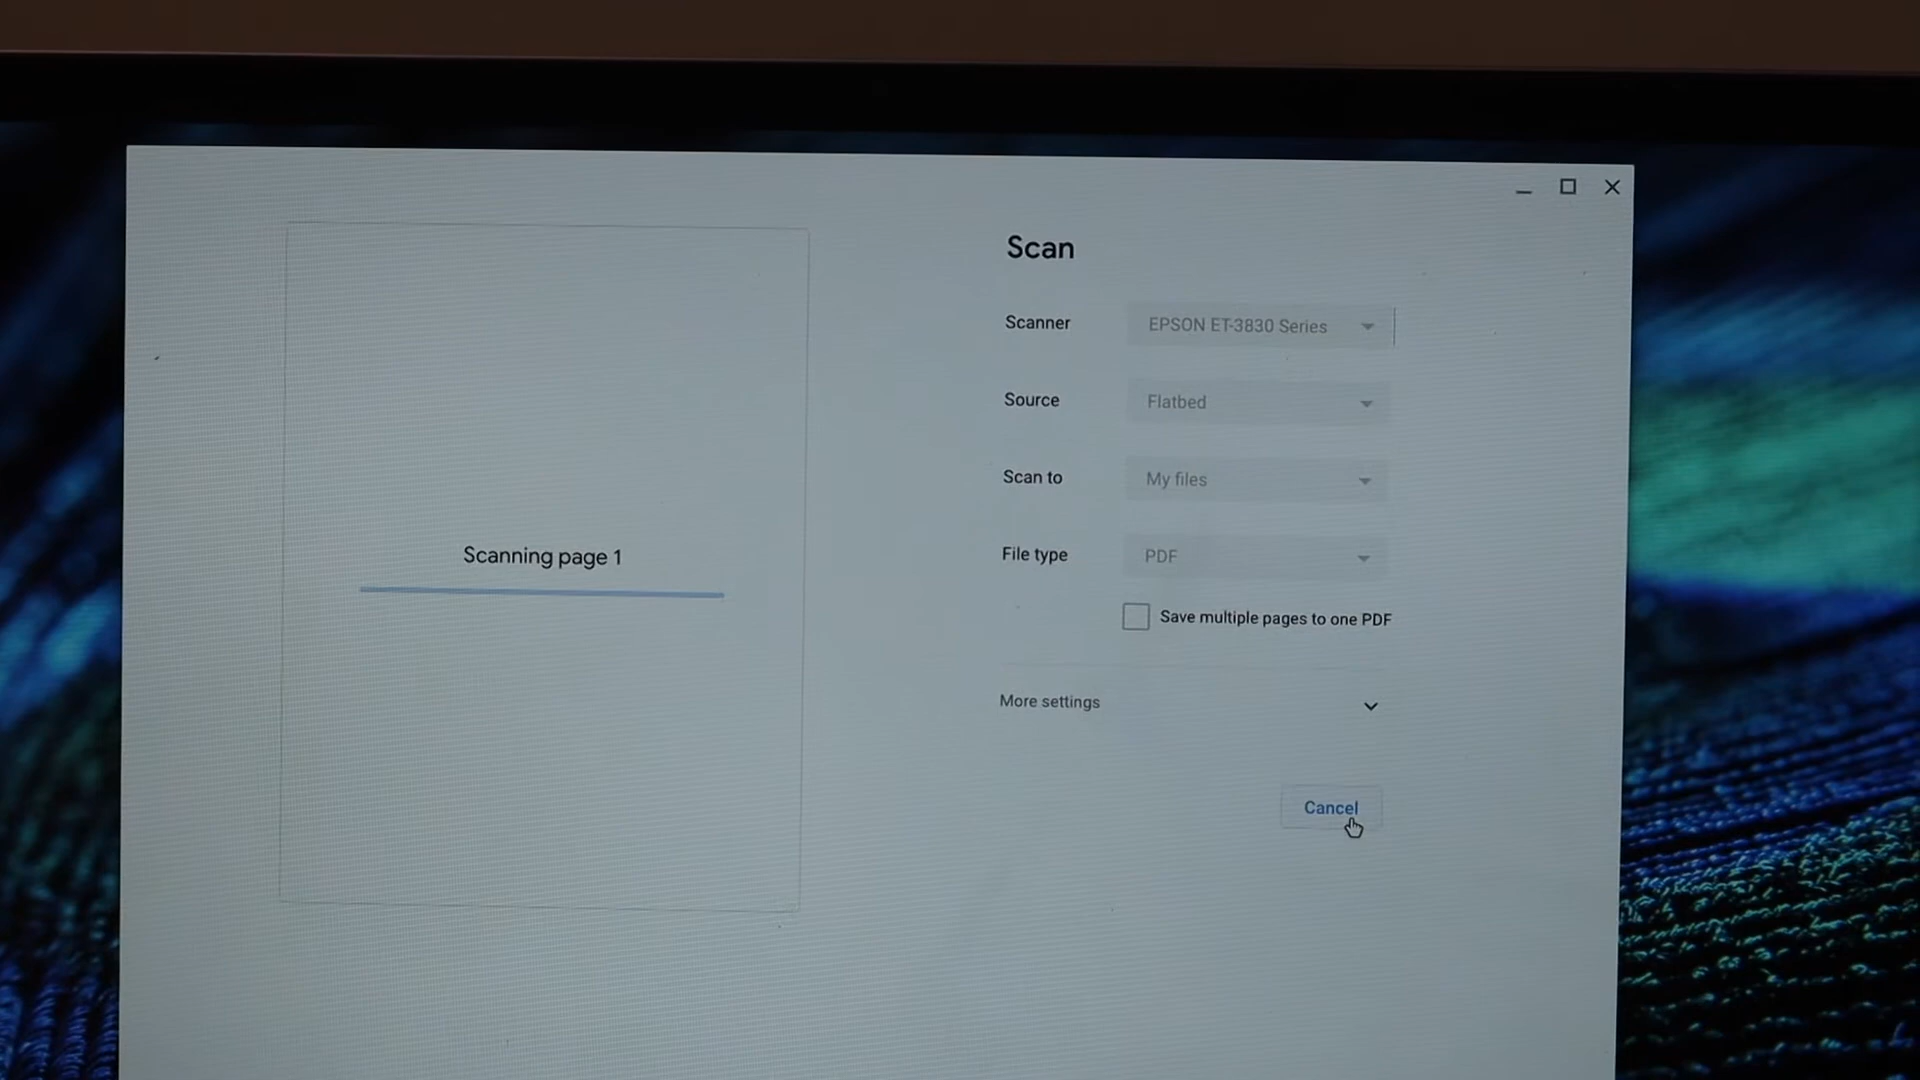 Scan
Scanner EPSON ET-3830 Series
Source Flatbed
Scan to My files
File type PDF
Save multiple pages to one PDF
More settings
Cancel
Scanning page 1